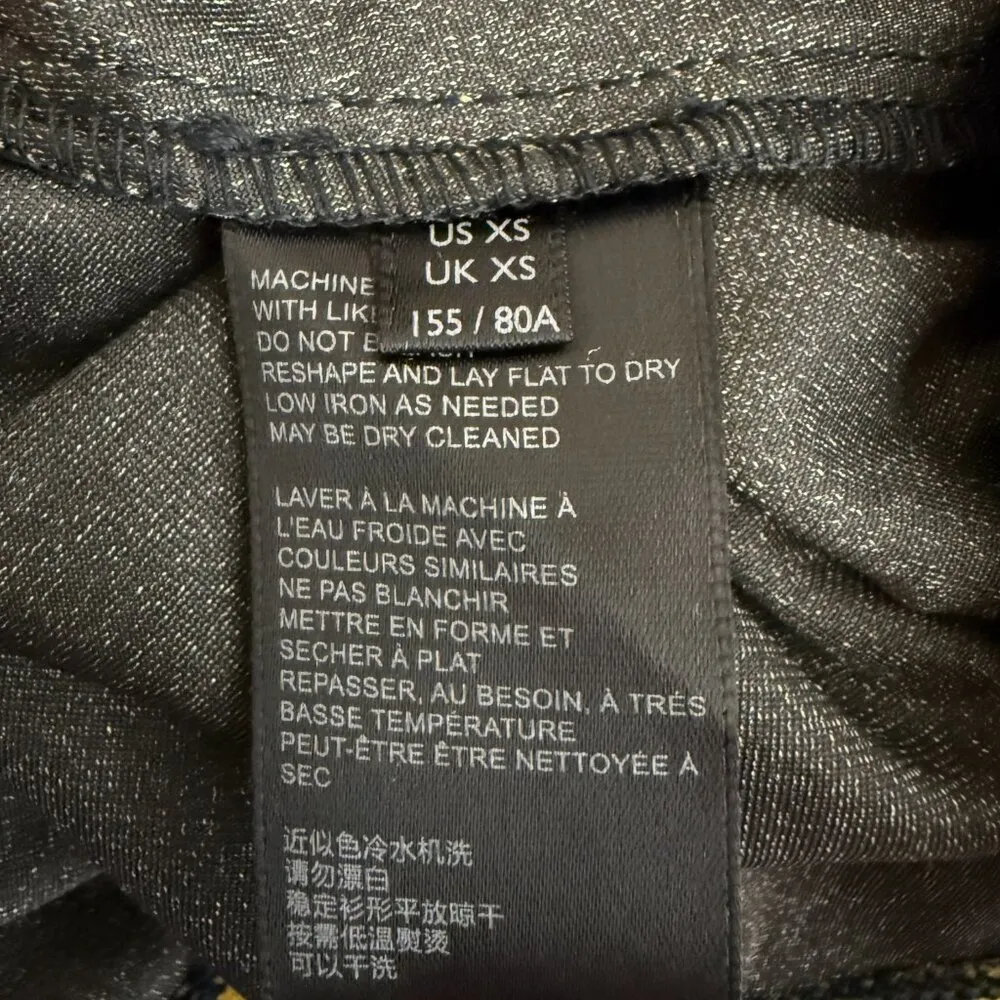 US XS
UK XS
155 / 80A
MACHINE
WITH LIK
DO NOT B
RESHAPE AND LAY FLAT TO DRY
LOW IRON AS NEEDED
MAY BE DRY CLEANED
LAVER À LA MACHINE À
L'EAU FROIDE AVEC
COULEURS SIMILAIRES
NE PAS BLANCHIR
METTRE EN FORME ET
SECHER À PLAT
REPASSER, AU BESOIN, À TRÉS
BASSE TEMPÉRATURE
PEUT-ÊTRE ÊTRE NETTOYÉE À
SEC
近似色冷水机洗
请勿漂白
稳定衫形平放晾干
按需低温熨烫
可以干洗